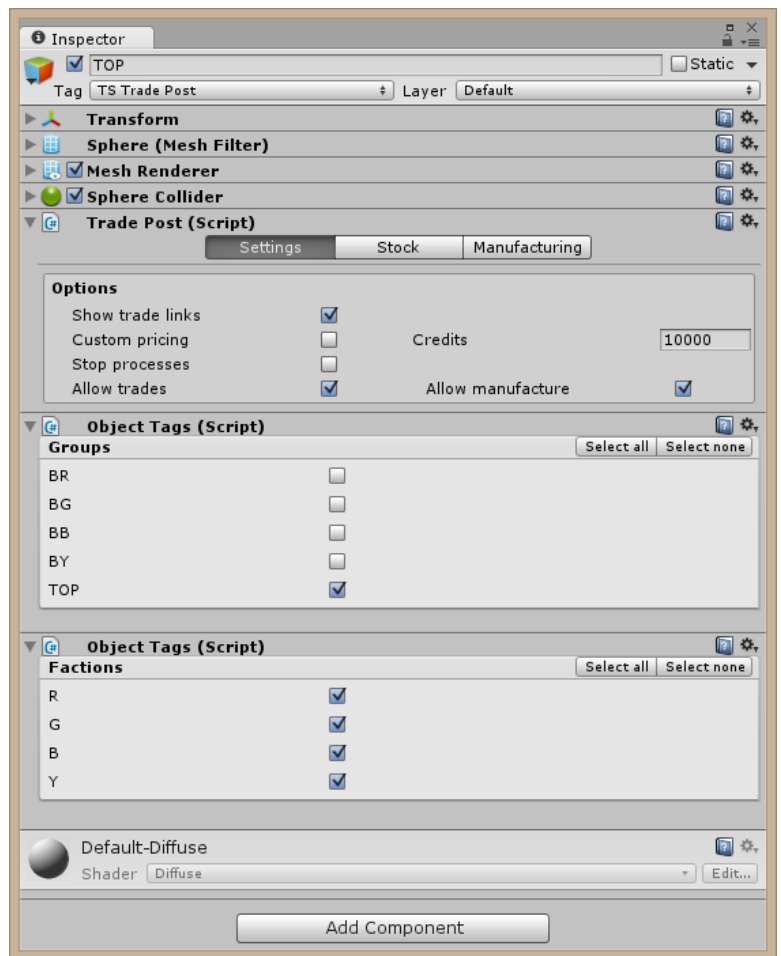 Inspector
TOP Static
Tag TS Trade Post Layer Default
Transform
Sphere (Mesh Filter)
Mesh Renderer
Sphere Collider
Trade Post (Script)
Settings Stock Manufacturing
Options
Show trade links
Custom pricing Credits 10000
Stop processes
Allow trades Allow manufacture
Object Tags (Script)
Groups Select all Select none
BR
BG
BB
BY
TOP
Object Tags (Script)
Factions Select all Select none
R
G
B
Y
Default-Diffuse
Shader Diffuse Edit...
Add Component